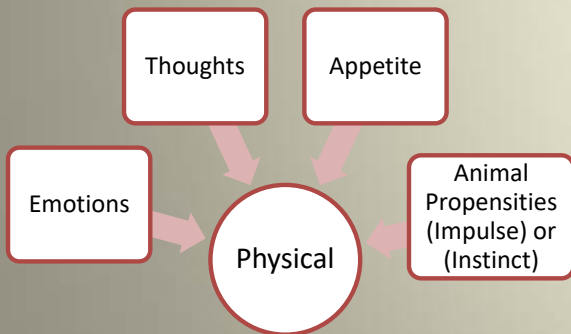 Thoughts
Appetite
Emotions
Animal
Propensities
(Impulse) or
(Instinct)
Physical